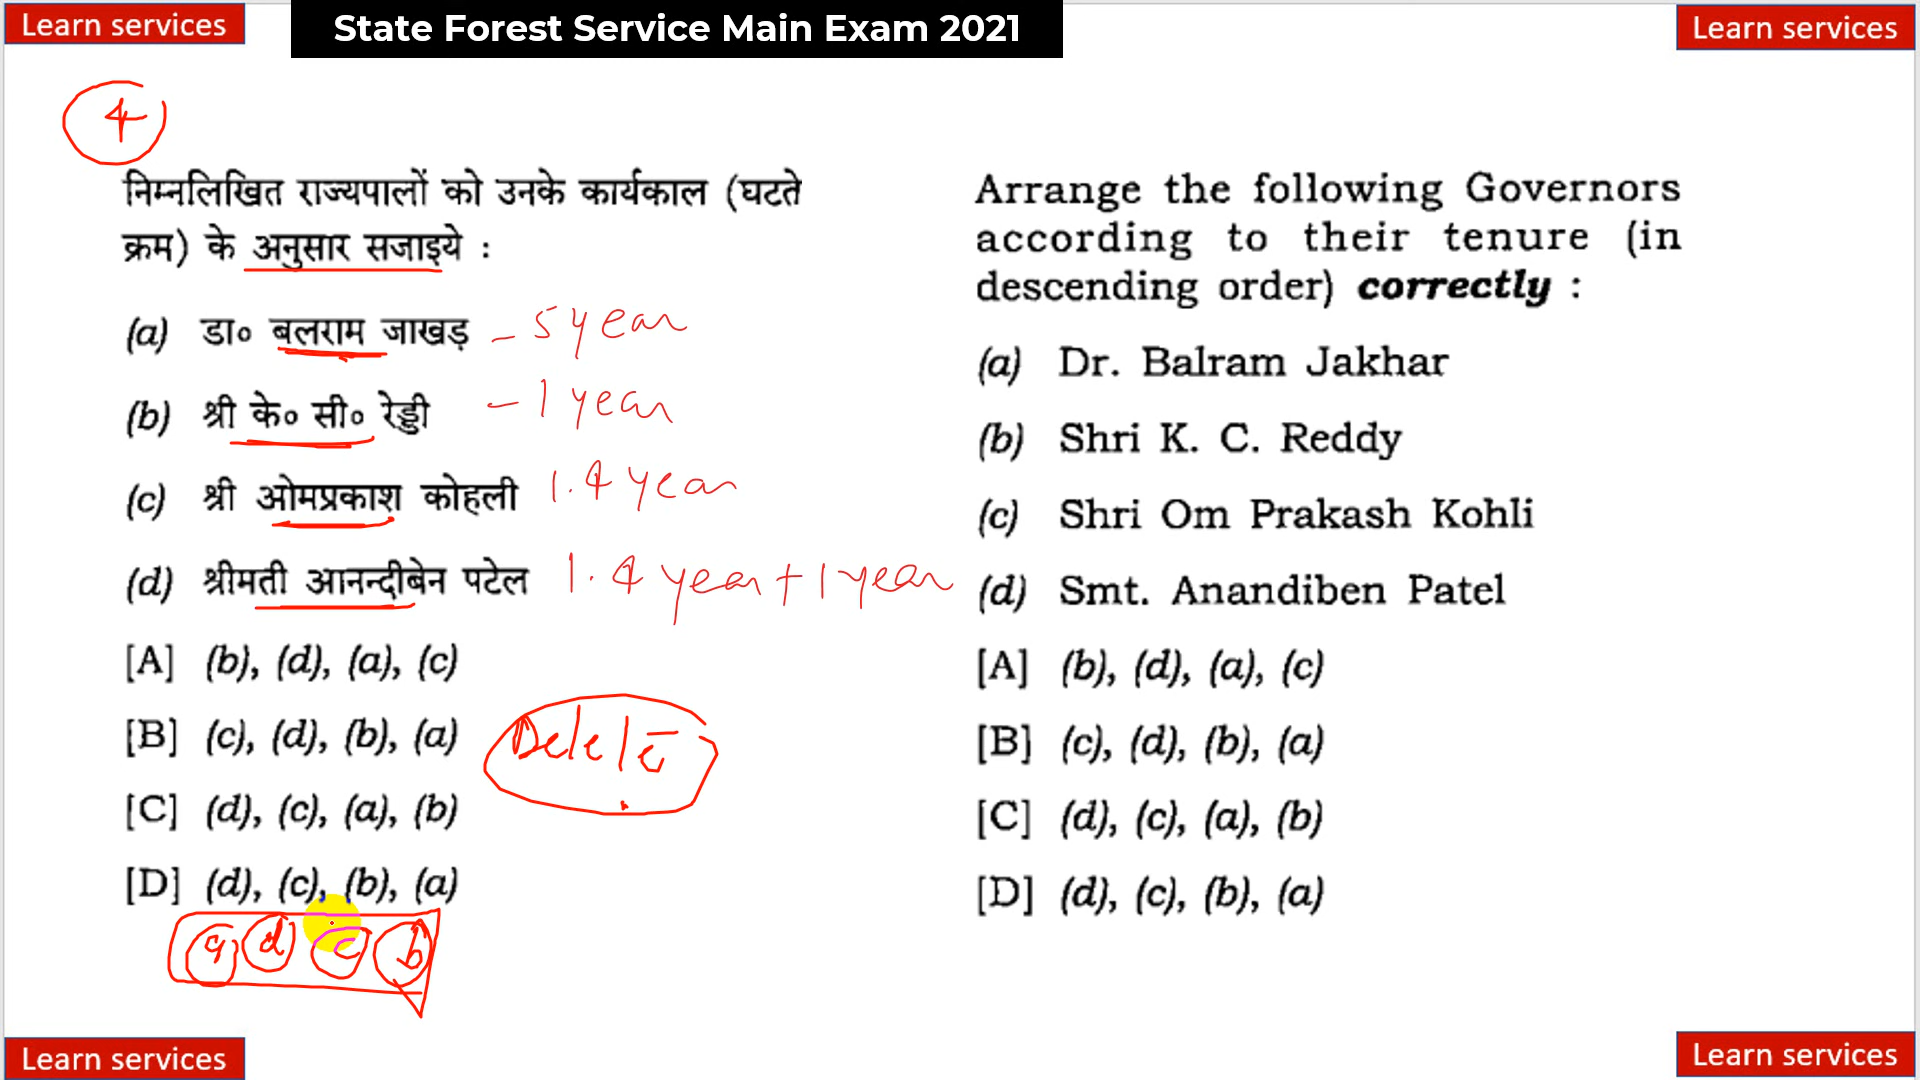 Learn services
State Forest Service Main Exam 2021
Learn services
4
निम्नलिखित राज्यपालों को उनके कार्यकाल (घटते
क्रम) के अनुसार सजाइये :
(a) डा० बलराम जाखड़ – 5 year
(b) श्री के० सी० रेड्डी – 1 year
(c) श्री ओमप्रकाश कोहली 1.4 year
(d) श्रीमती आनन्दीबेन पटेल 1.4 year + 1 year
[A] (b), (d), (a), (c)
[B] (c), (d), (b), (a)
Delete
[C] (d), (c), (a), (b)
[D] (d), (c), (b), (a)
a d c b
Arrange the following Governors
according to their tenure (in
descending order) correctly :
(a) Dr. Balram Jakhar
(b) Shri K. C. Reddy
(c) Shri Om Prakash Kohli
(d) Smt. Anandiben Patel
[A] (b), (d), (a), (c)
[B] (c), (d), (b), (a)
[C] (d), (c), (a), (b)
[D] (d), (c), (b), (a)
Learn services
Learn services